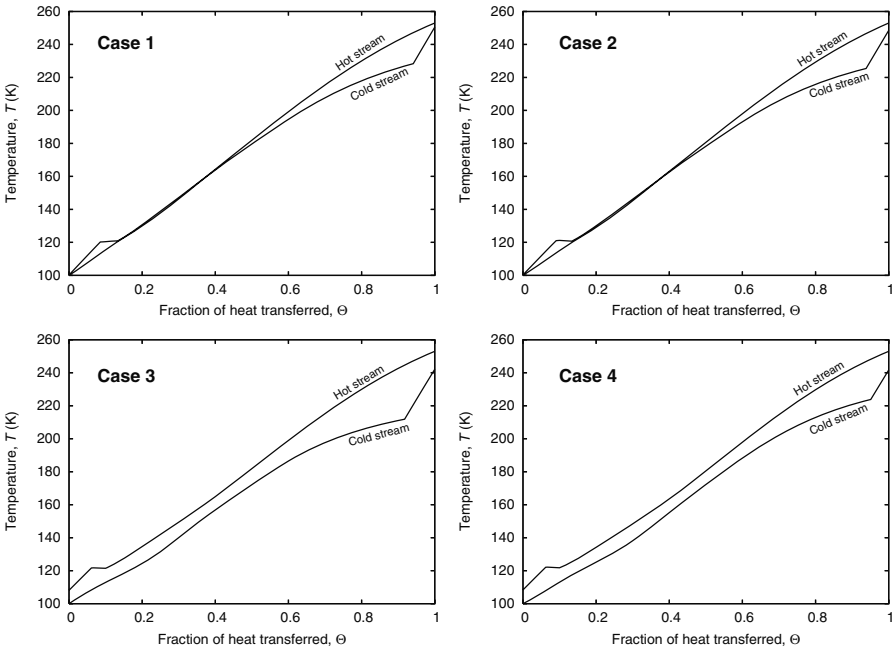 260
240
220
200
180
160
140
120
100
Temperature, T (K)
Case 1
Hot stream
Cold stream
0 0.2 0.4 0.6 0.8 1
Fraction of heat transferred, Θ
260
240
220
200
180
160
140
120
100
Temperature, T (K)
Case 2
Hot stream
Cold stream
0 0.2 0.4 0.6 0.8 1
Fraction of heat transferred, Θ
260
240
220
200
180
160
140
120
100
Temperature, T (K)
Case 3
Hot stream
Cold stream
0 0.2 0.4 0.6 0.8 1
Fraction of heat transferred, Θ
260
240
220
200
180
160
140
120
100
Temperature, T (K)
Case 4
Hot stream
Cold stream
0 0.2 0.4 0.6 0.8 1
Fraction of heat transferred, Θ